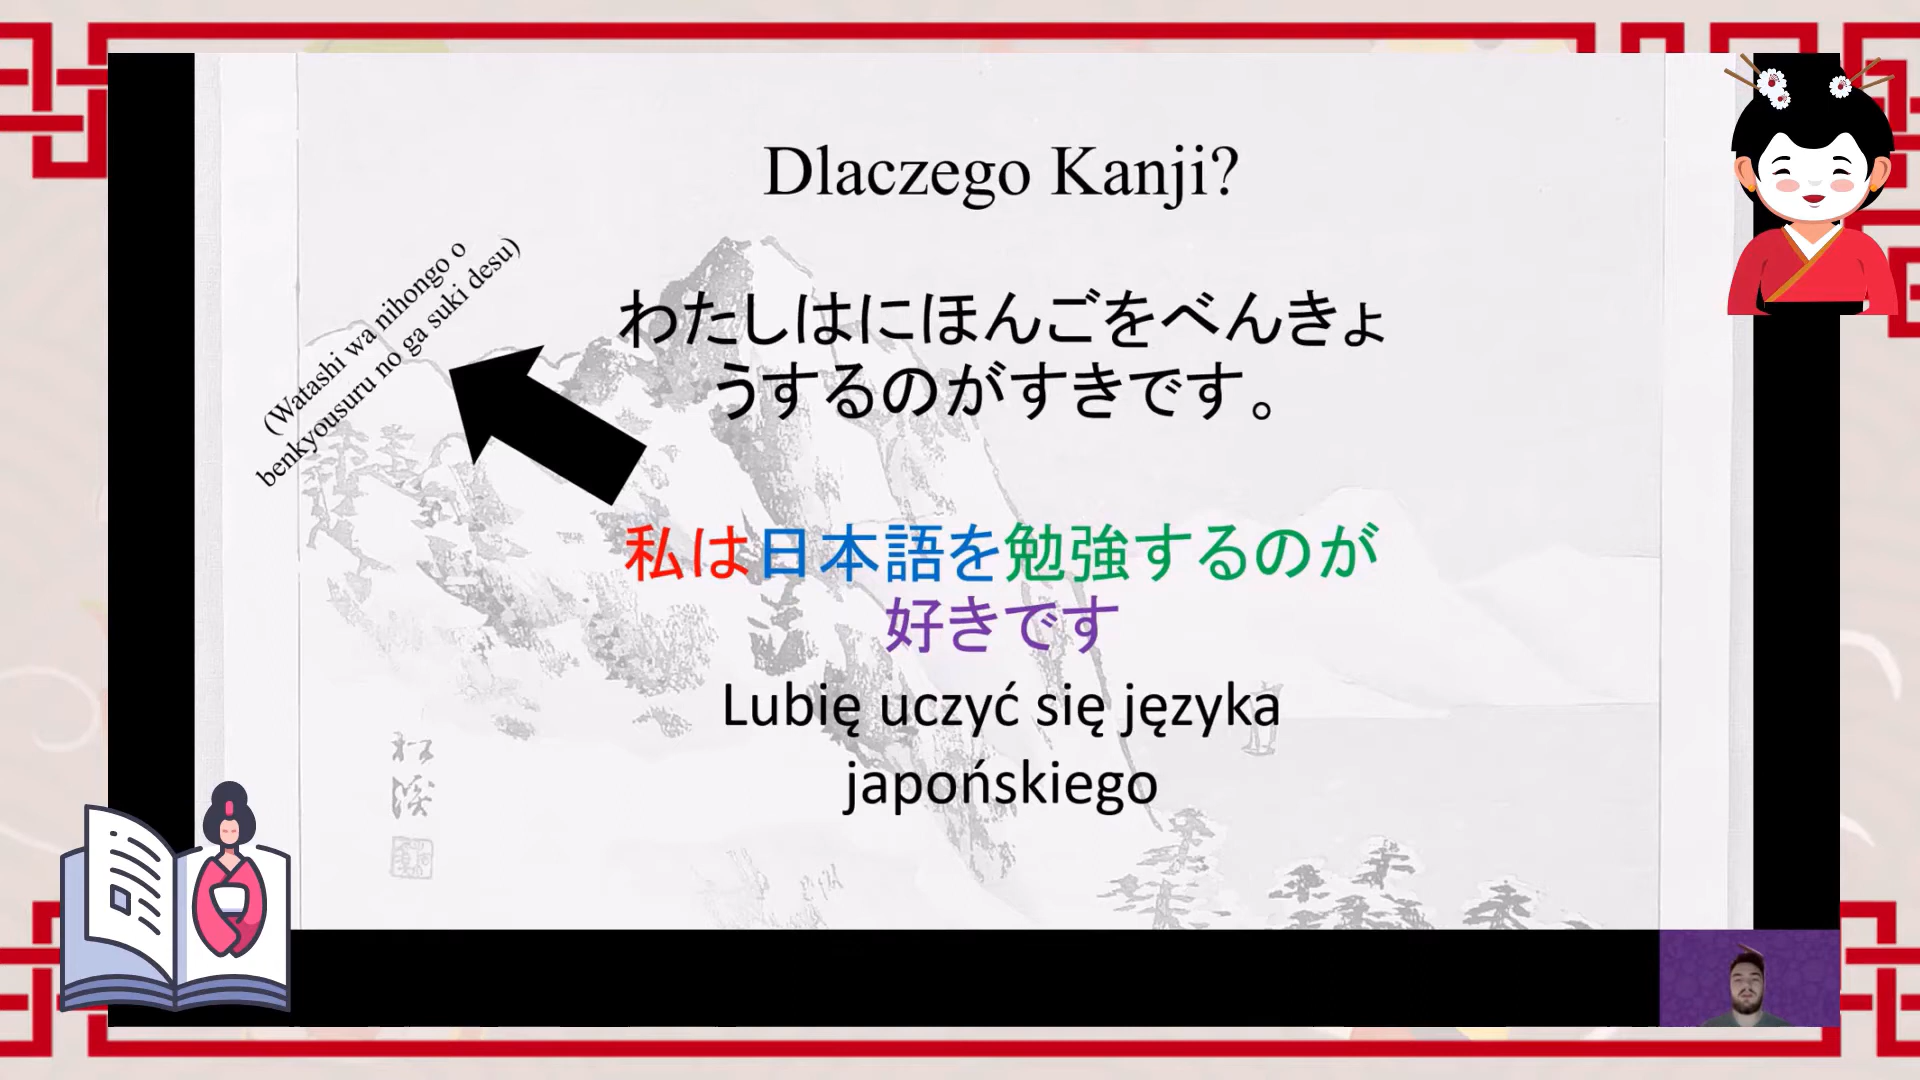 Dlaczego Kanji?
(Watashi wa nihongo o
benkyousuru no ga suki desu)
わたしはにほんごをべんきょ
うするのがすきです。
私は日本語を勉強するのが
好きです
Lubię uczyć się języka
japońskiego